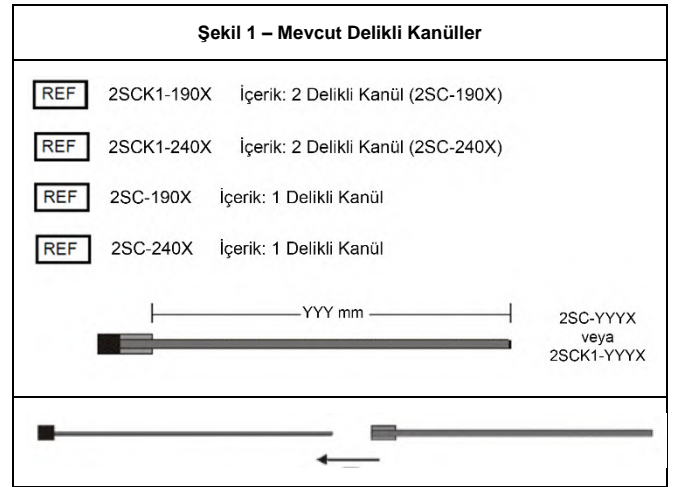 Şekil 1 – Mevcut Delikli Kanüller
REF 2SCK1-190X İçerik: 2 Delikli Kanül (2SC-190X)
REF 2SCK1-240X İçerik: 2 Delikli Kanül (2SC-240X)
REF 2SC-190X İçerik: 1 Delikli Kanül
REF 2SC-240X İçerik: 1 Delikli Kanül
YYY mm
2SC-YYYX
veya
2SCK1-YYYX